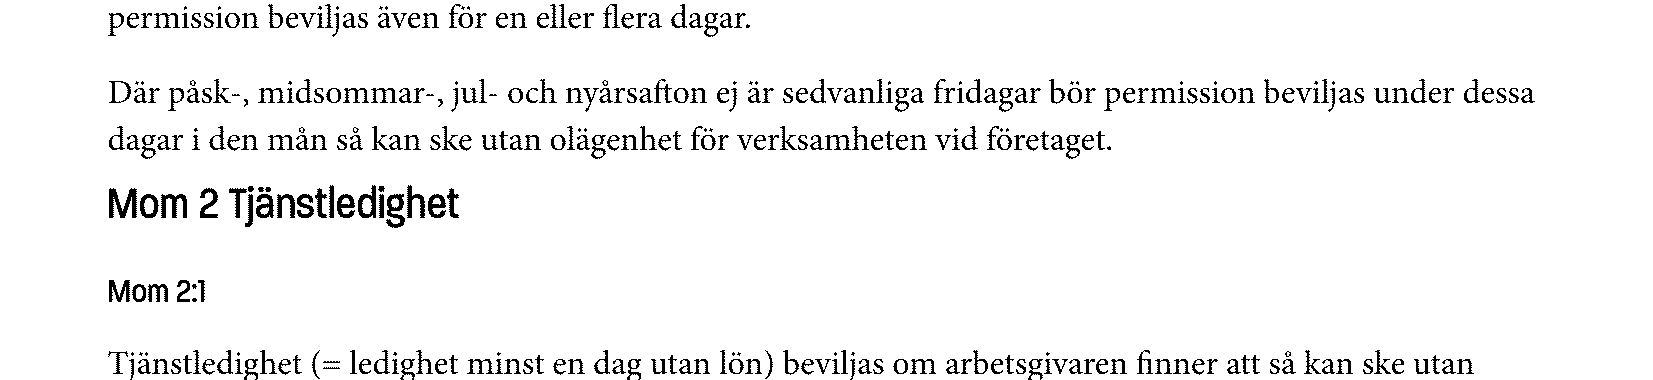 permission beviljas även för en eller flera dagar.
Där påsk-, midsommar-, jul- och nyårsafton ej är sedvanliga fridagar bör permission beviljas under dessa
dagar i den mån så kan ske utan olägenhet för verksamheten vid företaget.
Mom 2 Tjänstledighet
Mom 2:1
Tjänstledighet (= ledighet minst en dag utan lön) beviljas om arbetsgivaren finner att så kan ske utan